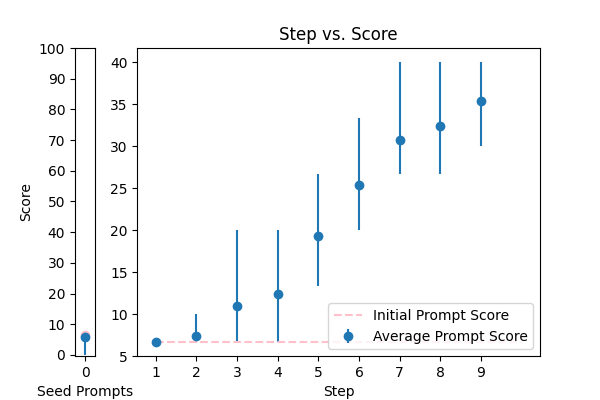 Step vs. Score
100
90
80
70
60
50
40
30
20
10
0
Score
0
Seed Prompts
40
35
30
25
20
15
10
5
1 2 3 4 5 6 7 8 9
Step
Initial Prompt Score
Average Prompt Score